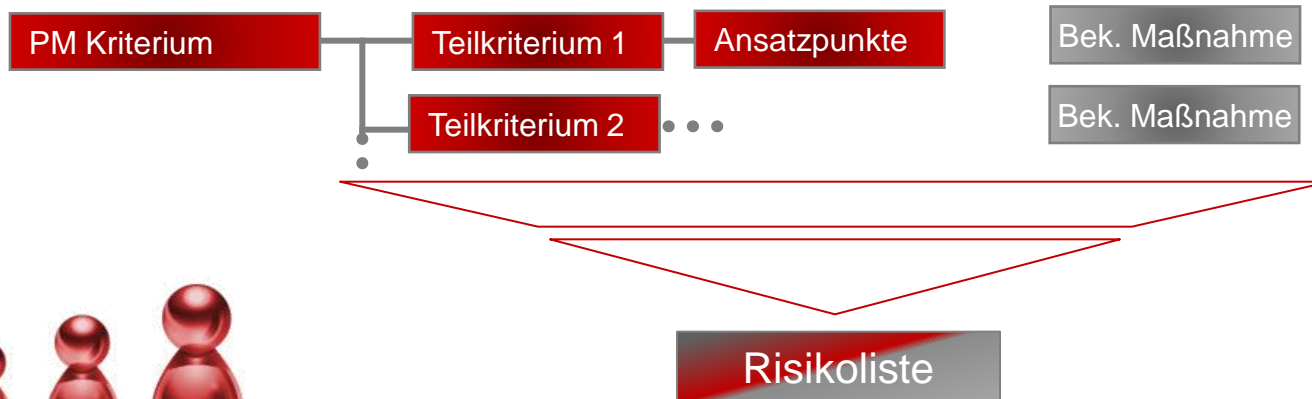 PM Kriterium
Teilkriterium 1
Ansatzpunkte
Bek. Maßnahme
Teilkriterium 2
Bek. Maßnahme
Risikoliste